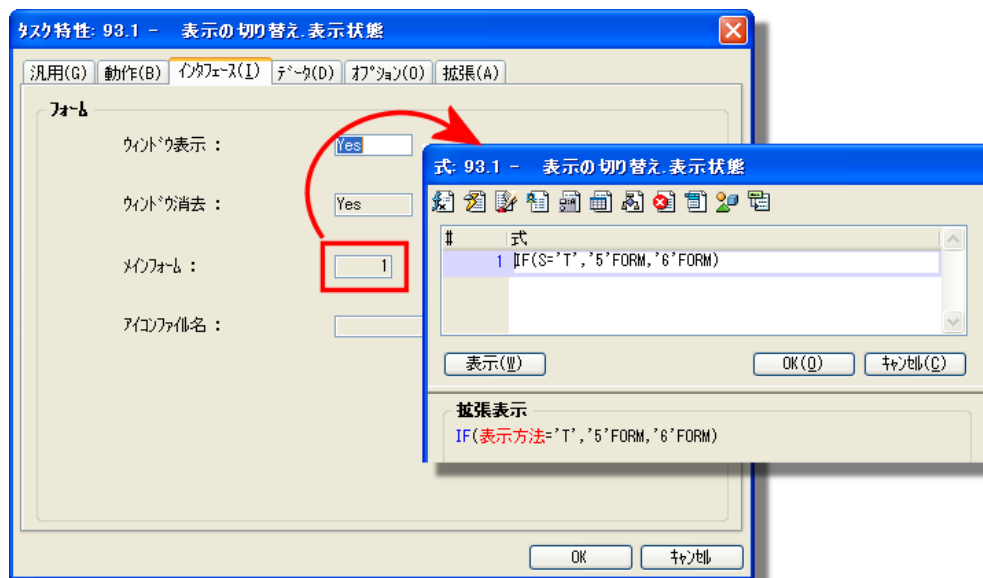 ﾀｽｸ特性: 93.1 - 表示の切り替え.表示状態
汎用(G) 動作(B) ｲﾝﾀﾌｪｰｽ(I) ﾃﾞｰﾀ(D) ｵﾌﾟｼｮﾝ(O) 拡張(A)
ﾌｫｰﾑ
ｳｨﾝﾄﾞｳ表示 : Yes
ｳｨﾝﾄﾞｳ消去 : Yes
ﾒｲﾝﾌｫｰﾑ : 1
ｱｲｺﾝﾌｧｲﾙ名 :
OK ｷｬﾝｾﾙ
式: 93.1 - 表示の切り替え.表示状態
# 式
1 IF(S='T','5'FORM,'6'FORM)
表示(W) OK(O) ｷｬﾝｾﾙ(C)
拡張表示
IF(表示方法='T','5'FORM,'6'FORM)